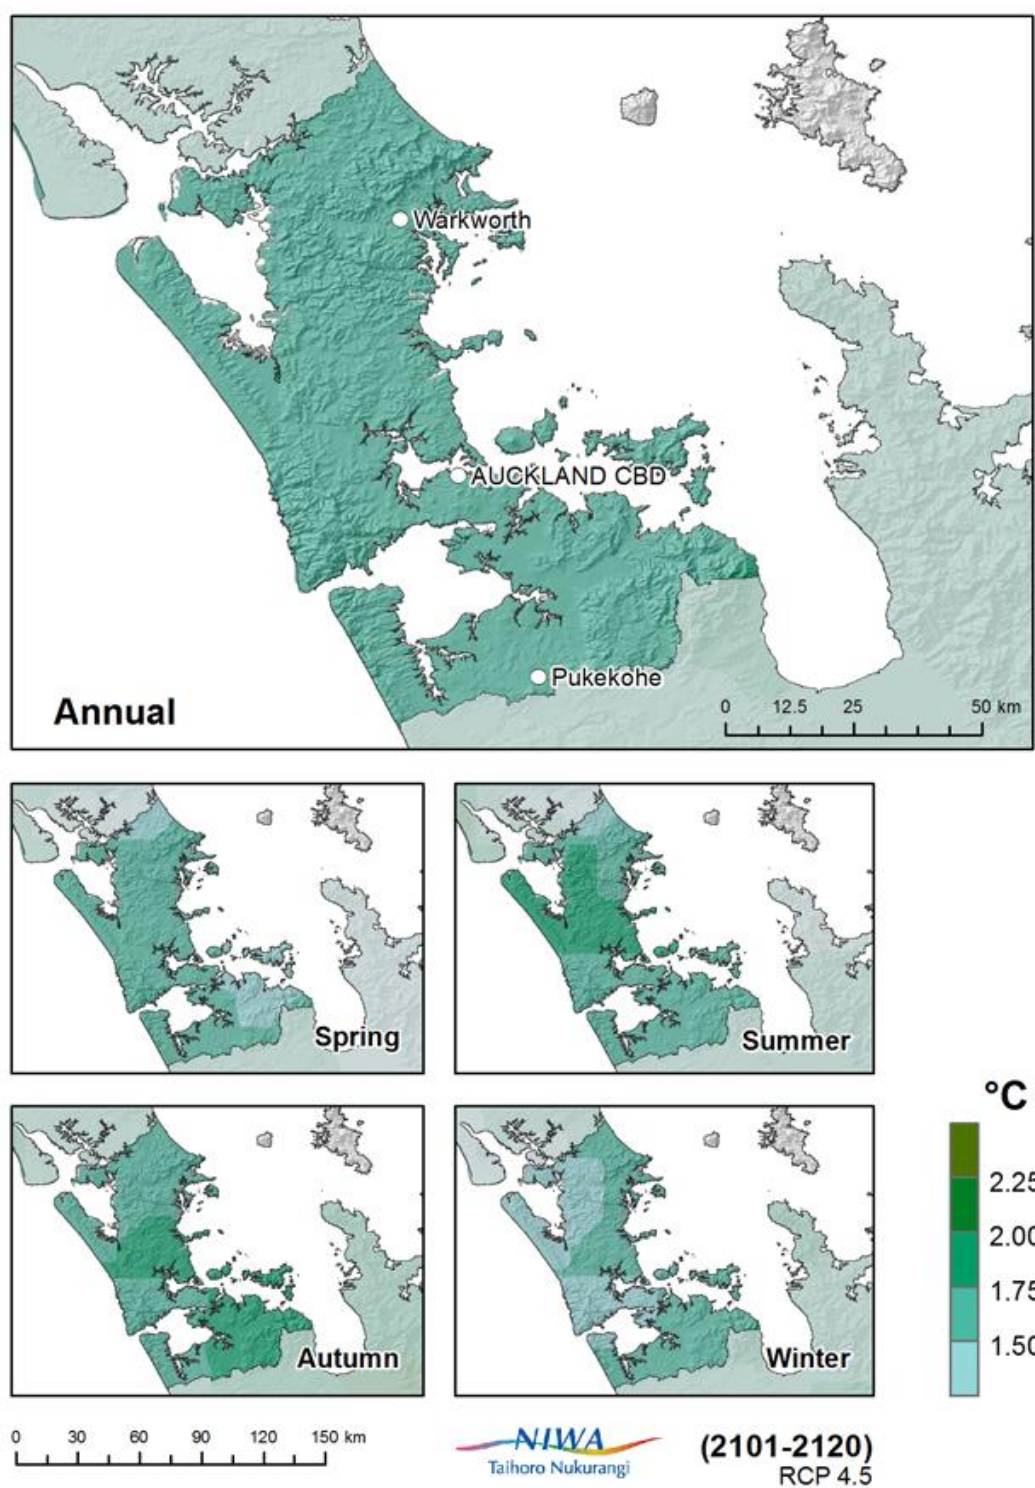 Warkworth
AUCKLAND CBD
Pukekohe
Annual
0 12.5 25 50 km
Spring
Summer
Autumn
Winter
°C
2.25
2.00
1.75
1.50
0 30 60 90 120 150 km
NIWA
Taihoro Nukurangi
(2101-2120)
RCP 4.5